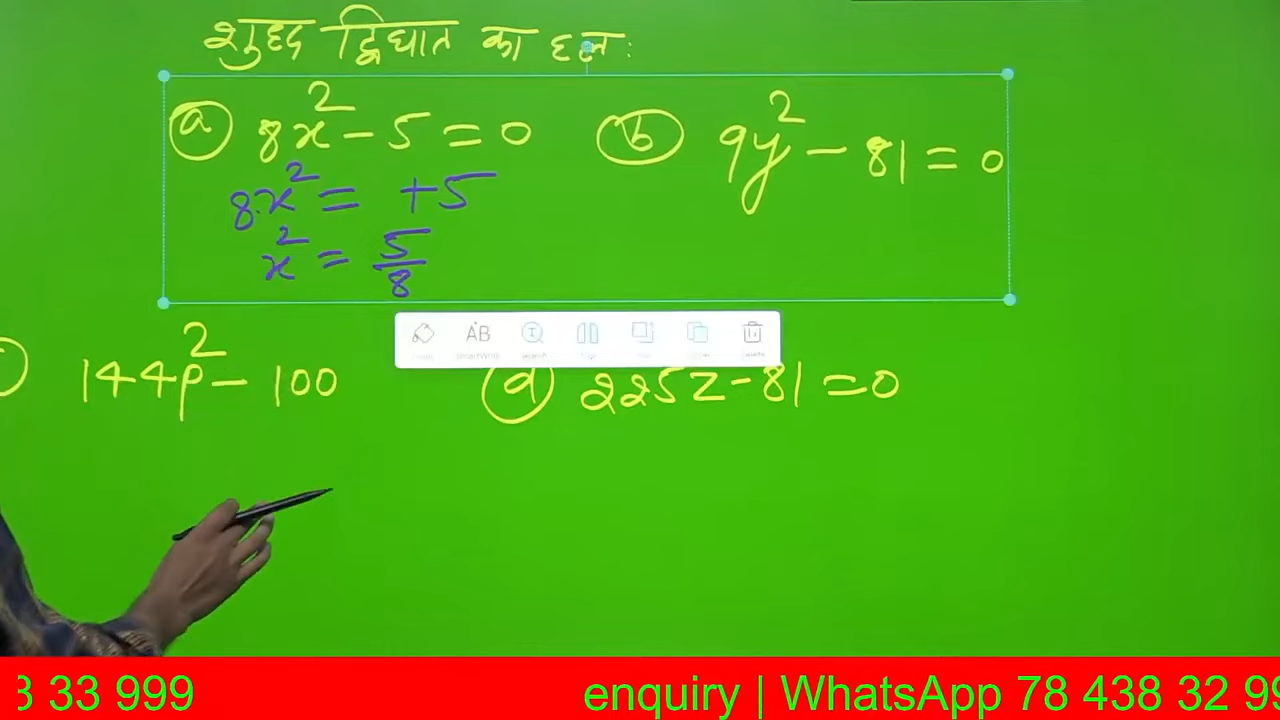 शुद्द द्विघात का हल:
(a) 8x² - 5 = 0
8x² = +5
x² = 5/8
(b) 9y² - 81 = 0
AB
144p² - 100
(d) 225z - 81 = 0
3 33 999
enquiry | WhatsApp 78 438 32 99